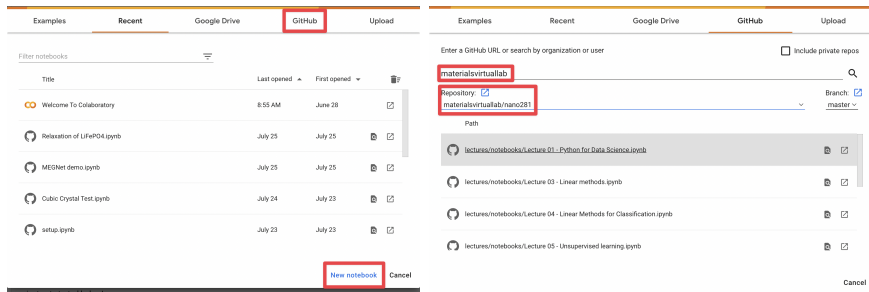 Examples Recent Google Drive GitHub Upload
Filter notebooks
Title Last opened First opened
Welcome To Colaboratory 8:55 AM June 28
Relaxation of LiFePO4.ipynb July 25 July 25
MEGNet demo.ipynb July 25 July 25
Cubic Crystal Test.ipynb July 24 July 24
setup.ipynb July 23 July 23
New notebook Cancel
Examples Recent Google Drive GitHub Upload
Enter a GitHub URL or search by organization or user Include private repos
materialsvirtuallab
Repository: Branch:
materialsvirtuallab/nano281 master
Path
lectures/notebooks/Lecture 01 - Python for Data Science.ipynb
lectures/notebooks/Lecture 03 - Linear methods.ipynb
lectures/notebooks/Lecture 04 - Linear Methods for Classification.ipynb
lectures/notebooks/Lecture 05 - Unsupervised learning.ipynb
Cancel